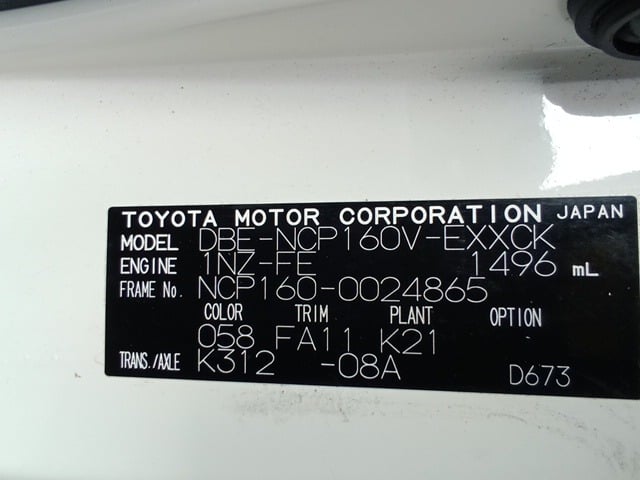 TOYOTA MOTOR CORPORATION JAPAN
MODEL DBE-NCP160V-EXXCK
ENGINE 1NZ-FE 1496 mL
FRAME No. NCP160-0024865
COLOR TRIM PLANT OPTION
058 FA11 K21
TRANS./AXLE K312 -08A D673